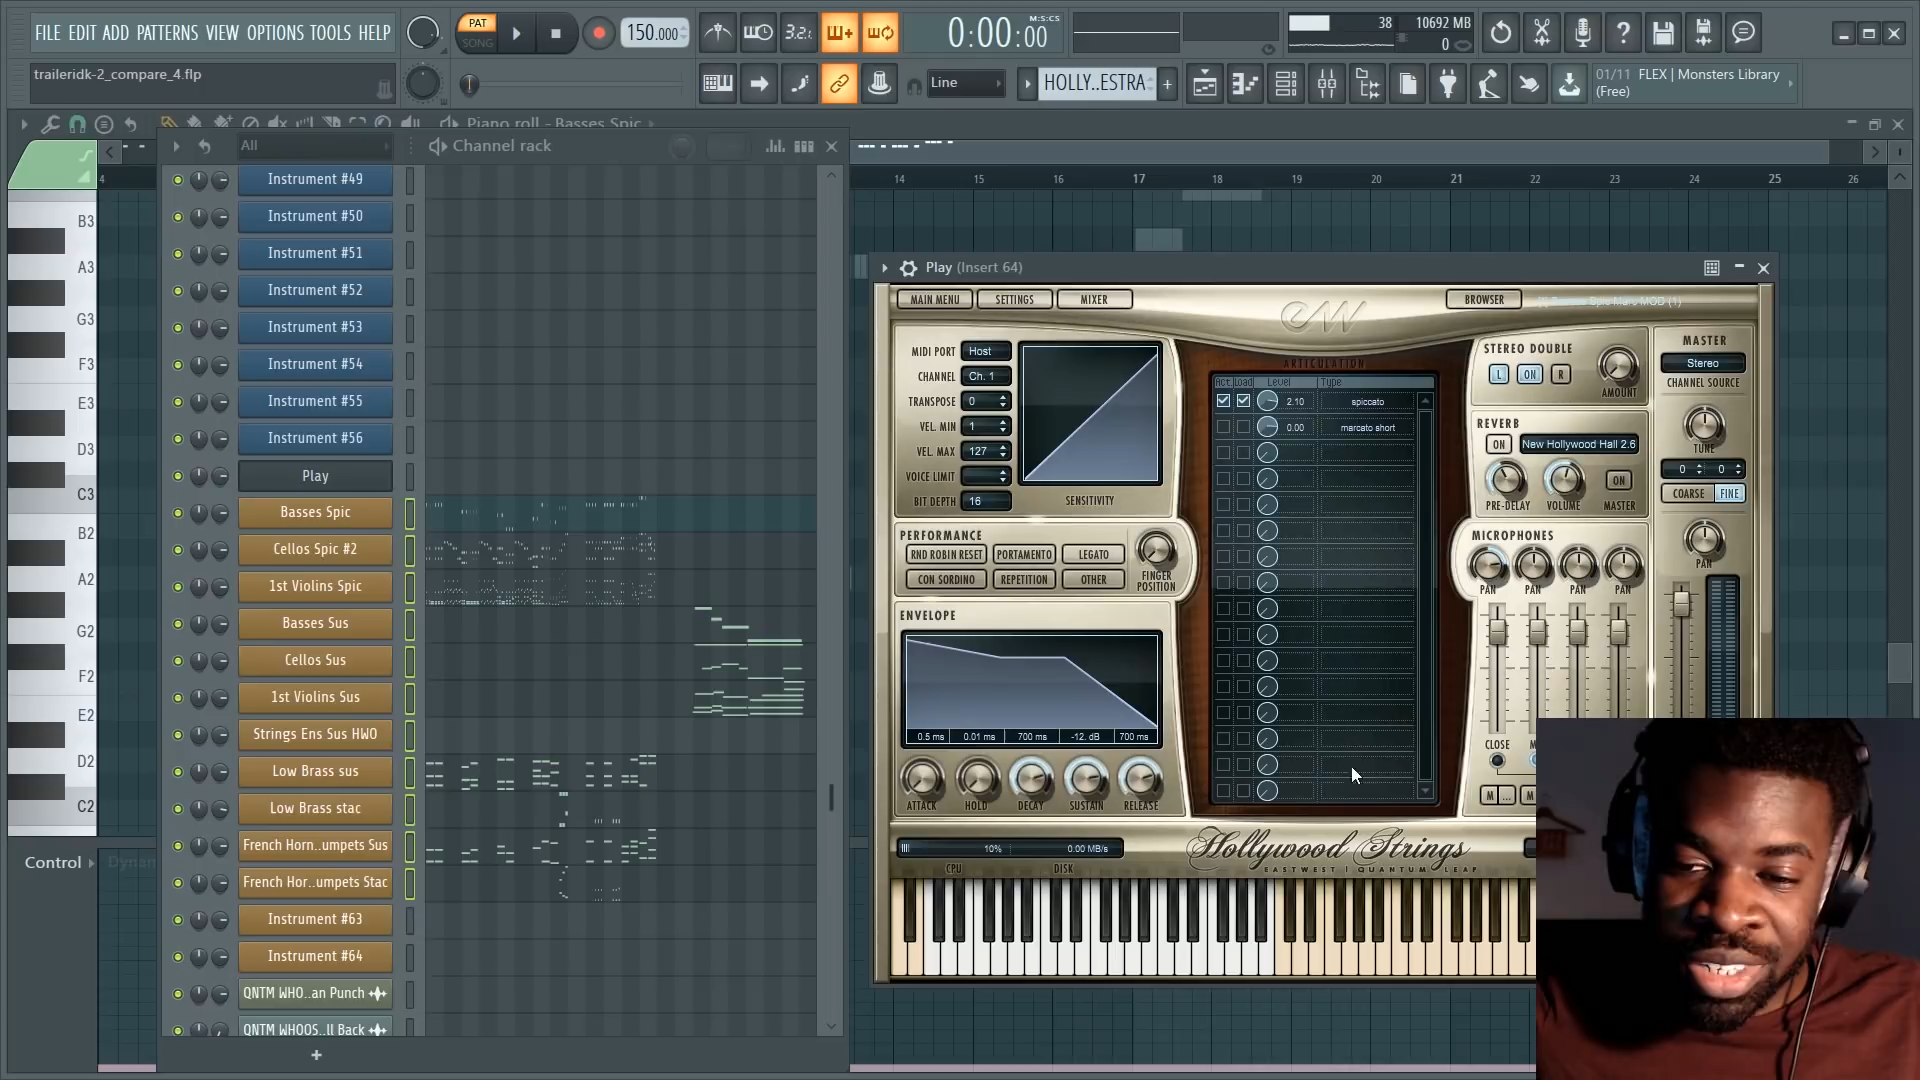 FILE EDIT ADD PATTERNS VIEW OPTIONS TOOLS HELP
PAT
SONG
150.000
3.2.1
0:00:00
M:S:CS
38
10692 MB
0
traileridk-2_compare_4.flp
Line
HOLLY..ESTRA
01/11 FLEX | Monsters Library
(Free)
Piano roll - Basses Spic
All
Channel rack
4
14 15 16 17 18 19 20 21 22 23 24 25 26
B3
A3
G3
F3
E3
D3
C3
B2
A2
G2
F2
E2
D2
C2
Control
Instrument #49
Instrument #50
Instrument #51
Instrument #52
Instrument #53
Instrument #54
Instrument #55
Instrument #56
Play
Basses Spic
Cellos Spic #2
1st Violins Spic
Basses Sus
Cellos Sus
1st Violins Sus
Strings Ens Sus HWO
Low Brass sus
Low Brass stac
French Horn..umpets Sus
French Hor..umpets Stac
Instrument #63
Instrument #64
QNTM WHO..an Punch
QNTM WHOOS..ll Back
Play (Insert 64)
MAIN MENU
SETTINGS
MIXER
BROWSER
MIDI PORT Host
CHANNEL Ch. 1
TRANSPOSE 0
VEL. MIN 1
VEL. MAX 127
VOICE LIMIT
BIT DEPTH 16
SENSITIVITY
ARTICULATION
Act. Load Level Type
2.10 spiccato
0.00 marcato short
STEREO DOUBLE
L ON R
AMOUNT
REVERB
ON New Hollywood Hall 2.6
PRE-DELAY VOLUME MASTER
ON
MASTER
Stereo
CHANNEL SOURCE
TUNE
0 0
COARSE FINE
PAN
PERFORMANCE
RND ROBIN RESET PORTAMENTO LEGATO
CON SORDINO REPETITION OTHER
FINGER
POSITION
MICROPHONES
PAN PAN PAN PAN
CLOSE
M ... M
ENVELOPE
0.5 ms 0.01 ms 700 ms -12. dB 700 ms
ATTACK HOLD DECAY SUSTAIN RELEASE
10% 0.00 MB/s
CPU DISK
Hollywood Strings
EASTWEST | QUANTUM LEAP